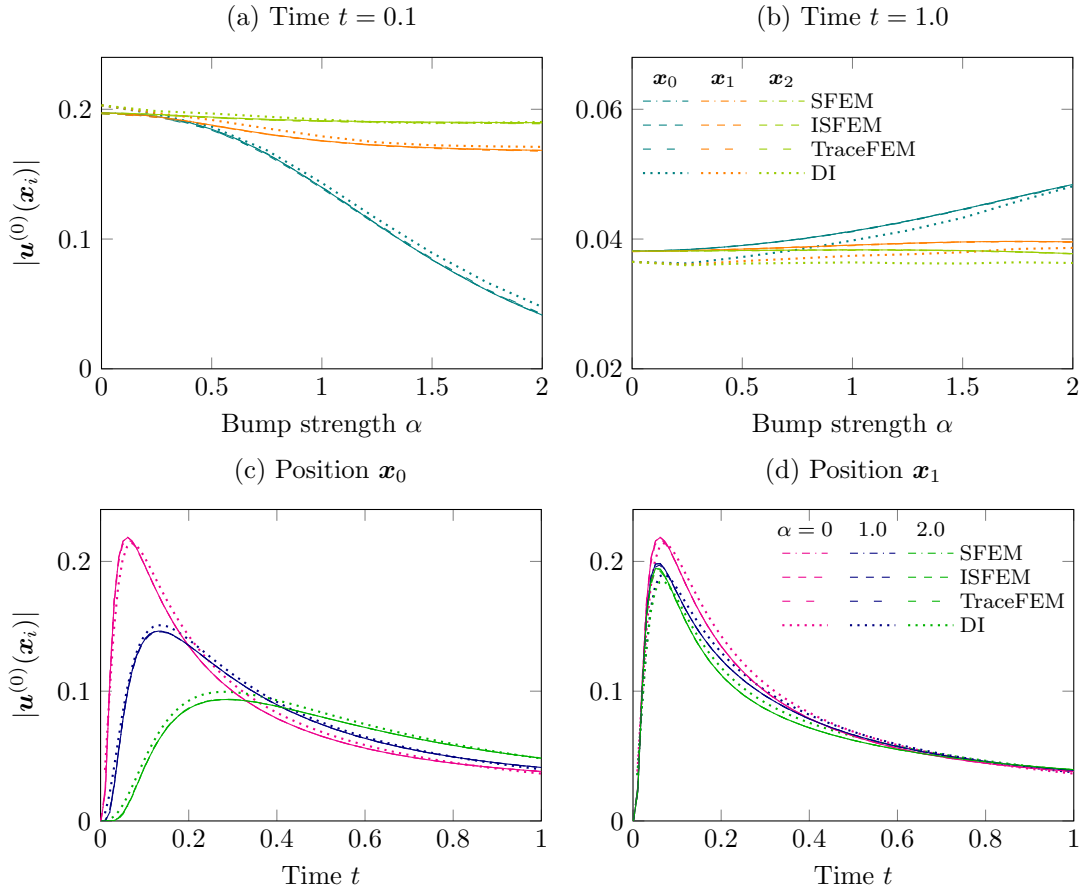 (a) Time t = 0.1
(b) Time t = 1.0
|u^(0)(x_i)|
0.2
0.1
0
0 0.5 1 1.5 2
Bump strength α
0.06
0.04
0.02
x_0 x_1 x_2
SFEM
ISFEM
TraceFEM
DI
0 0.5 1 1.5 2
Bump strength α
(c) Position x_0
(d) Position x_1
|u^(0)(x_i)|
0.2
0.1
0
0 0.2 0.4 0.6 0.8 1
Time t
0.2
0.1
0
α = 0 1.0 2.0
SFEM
ISFEM
TraceFEM
DI
0 0.2 0.4 0.6 0.8 1
Time t